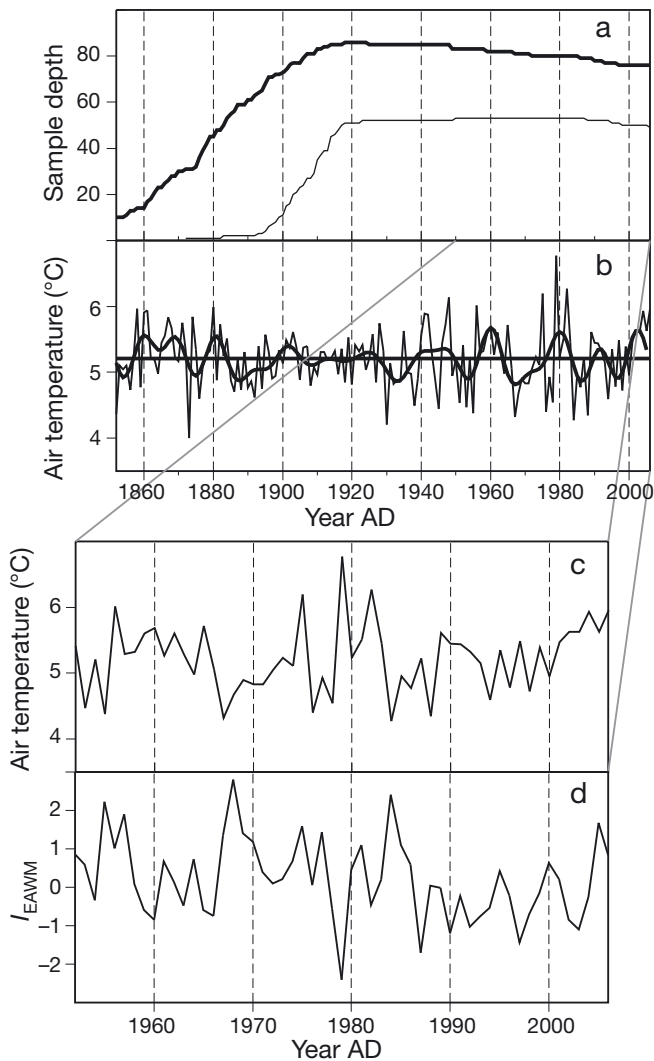 a
80
60
40
20
Sample depth
b
6
5
4
Air temperature (°C)
1860 1880 1900 1920 1940 1960 1980 2000
Year AD
c
6
5
4
Air temperature (°C)
d
2
1
0
−1
−2
I_EAWM
1960 1970 1980 1990 2000
Year AD